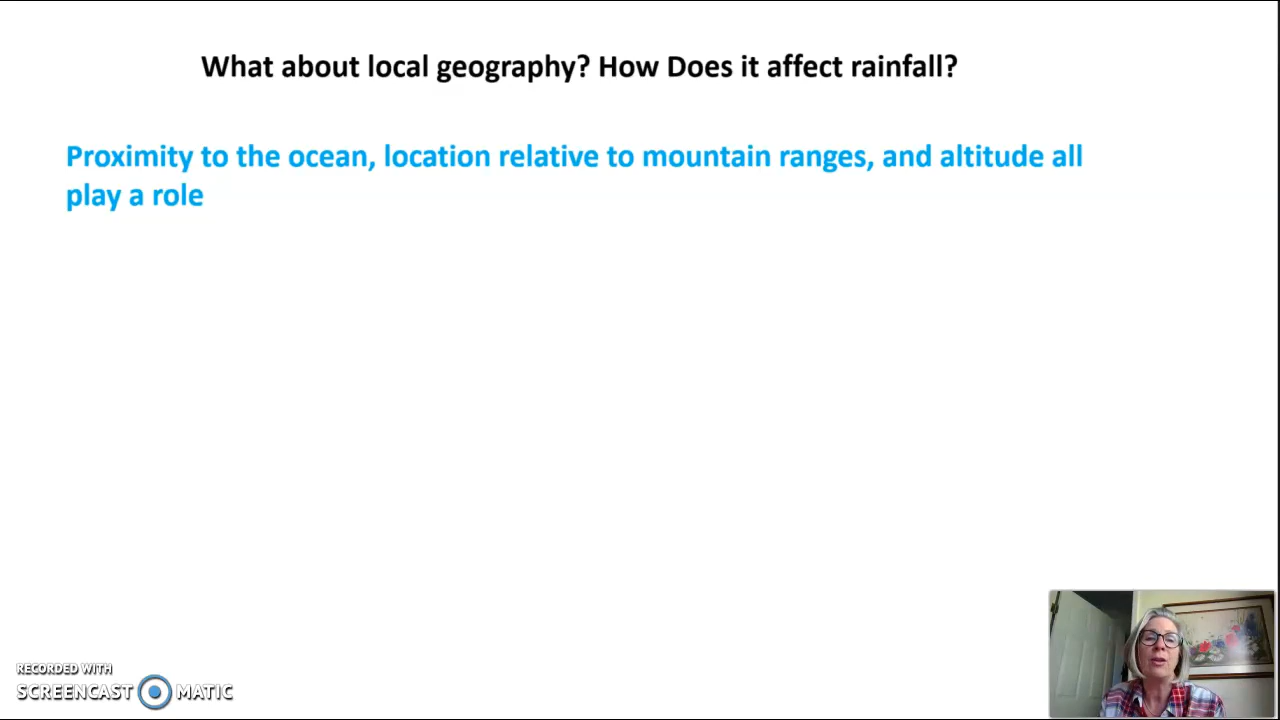 What about local geography? How Does it affect rainfall?
Proximity to the ocean, location relative to mountain ranges, and altitude all
play a role
RECORDED WITH
SCREENCAST MATIC